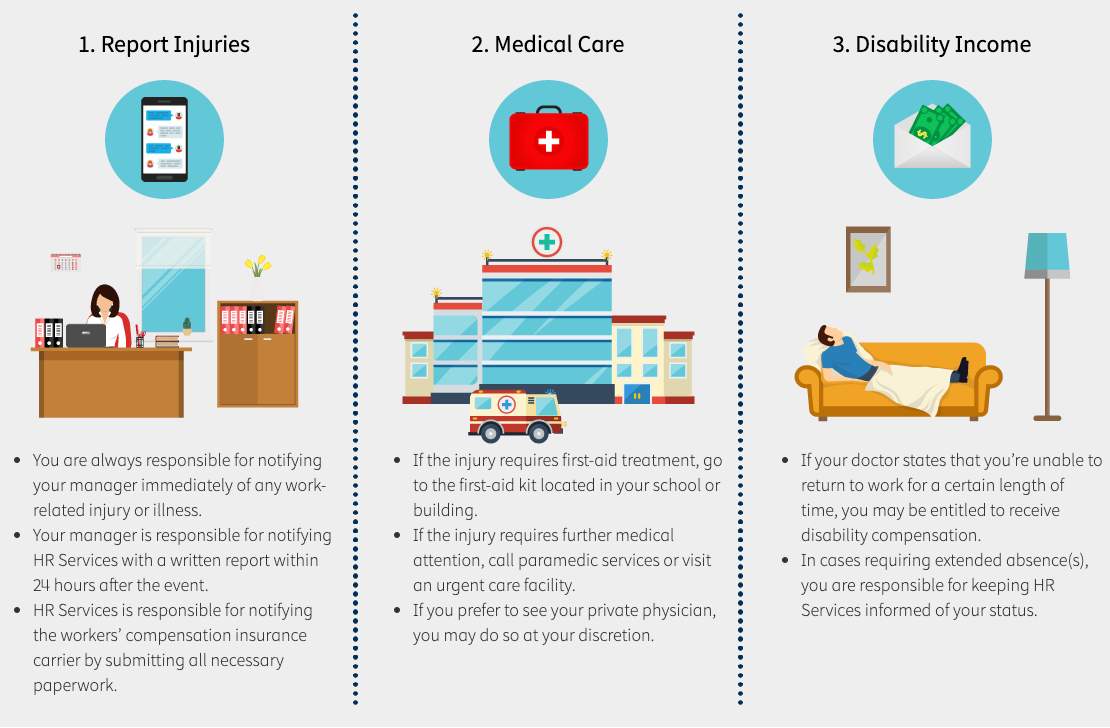 1. Report Injuries
• You are always responsible for notifying
your manager immediately of any work-
related injury or illness.
• Your manager is responsible for notifying
HR Services with a written report within
24 hours after the event.
• HR Services is responsible for notifying
the workers’ compensation insurance
carrier by submitting all necessary
paperwork.
2. Medical Care
• If the injury requires first-aid treatment, go
to the first-aid kit located in your school or
building.
• If the injury requires further medical
attention, call paramedic services or visit
an urgent care facility.
• If you prefer to see your private physician,
you may do so at your discretion.
3. Disability Income
$
• If your doctor states that you’re unable to
return to work for a certain length of
time, you may be entitled to receive
disability compensation.
• In cases requiring extended absence(s),
you are responsible for keeping HR
Services informed of your status.